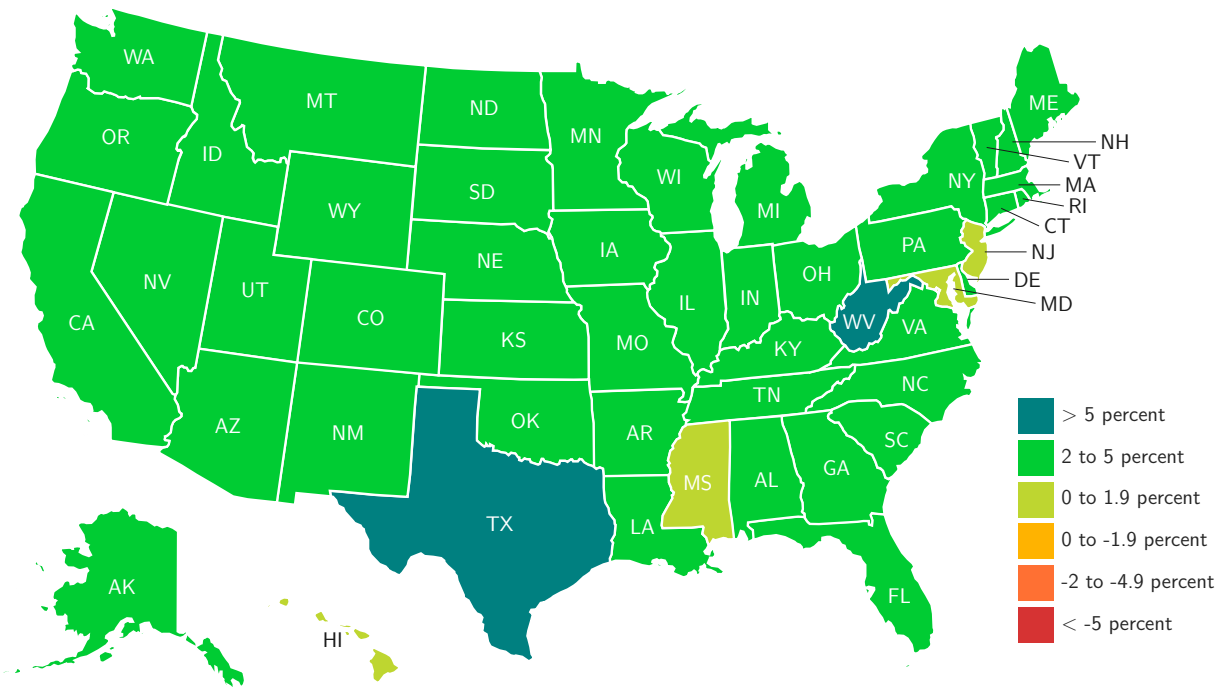 WA
MT
ND
MN
ME
OR
ID
NH
VT
WI
NY
MA
SD
RI
WY
MI
CT
PA
IA
NJ
NE
OH
NV
UT
DE
IN
IL
MD
CA
CO
WV
VA
KS
MO
KY
NC
TN
> 5 percent
OK
AZ
NM
AR
SC
2 to 5 percent
GA
AL
MS
0 to 1.9 percent
TX
LA
0 to -1.9 percent
AK
-2 to -4.9 percent
FL
< -5 percent
HI